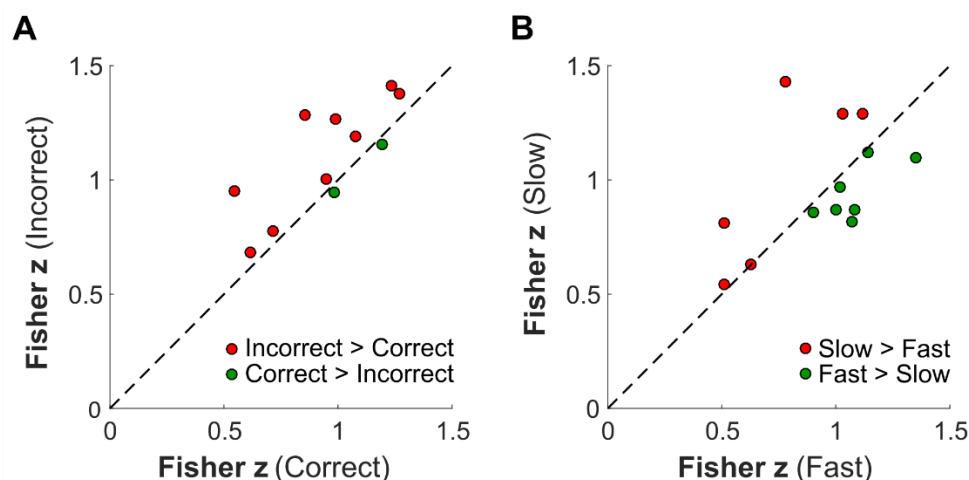 A
Fisher z (Incorrect)
1.5
1
0.5
0
Incorrect > Correct
Correct > Incorrect
0
0.5
1
1.5
Fisher z (Correct)
B
Fisher z (Slow)
1.5
1
0.5
0
Slow > Fast
Fast > Slow
0
0.5
1
1.5
Fisher z (Fast)